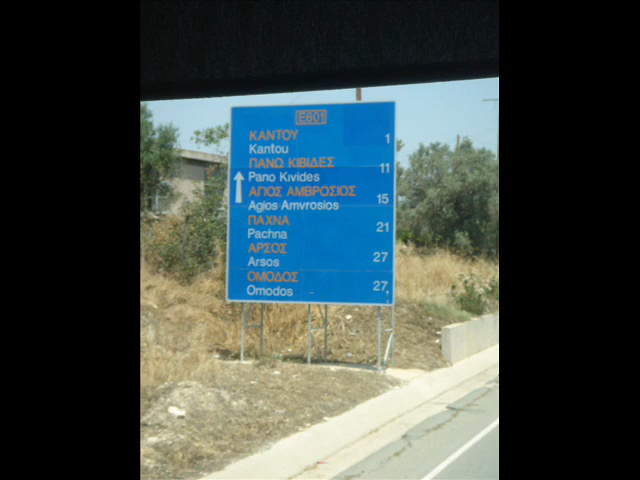 E601
ΚΑΝΤΟΥ 1
Kantou
ΠΑΝΩ ΚΙΒΙΔΕΣ 11
Pano Kivides
ΑΓΙΟΣ ΑΜΒΡΟΣΙΟΣ 15
Agios Amvrosios
ΠΑΧΝΑ 21
Pachna
ΑΡΣΟΣ 27
Arsos
ΟΜΟΔΟΣ 27
Omodos